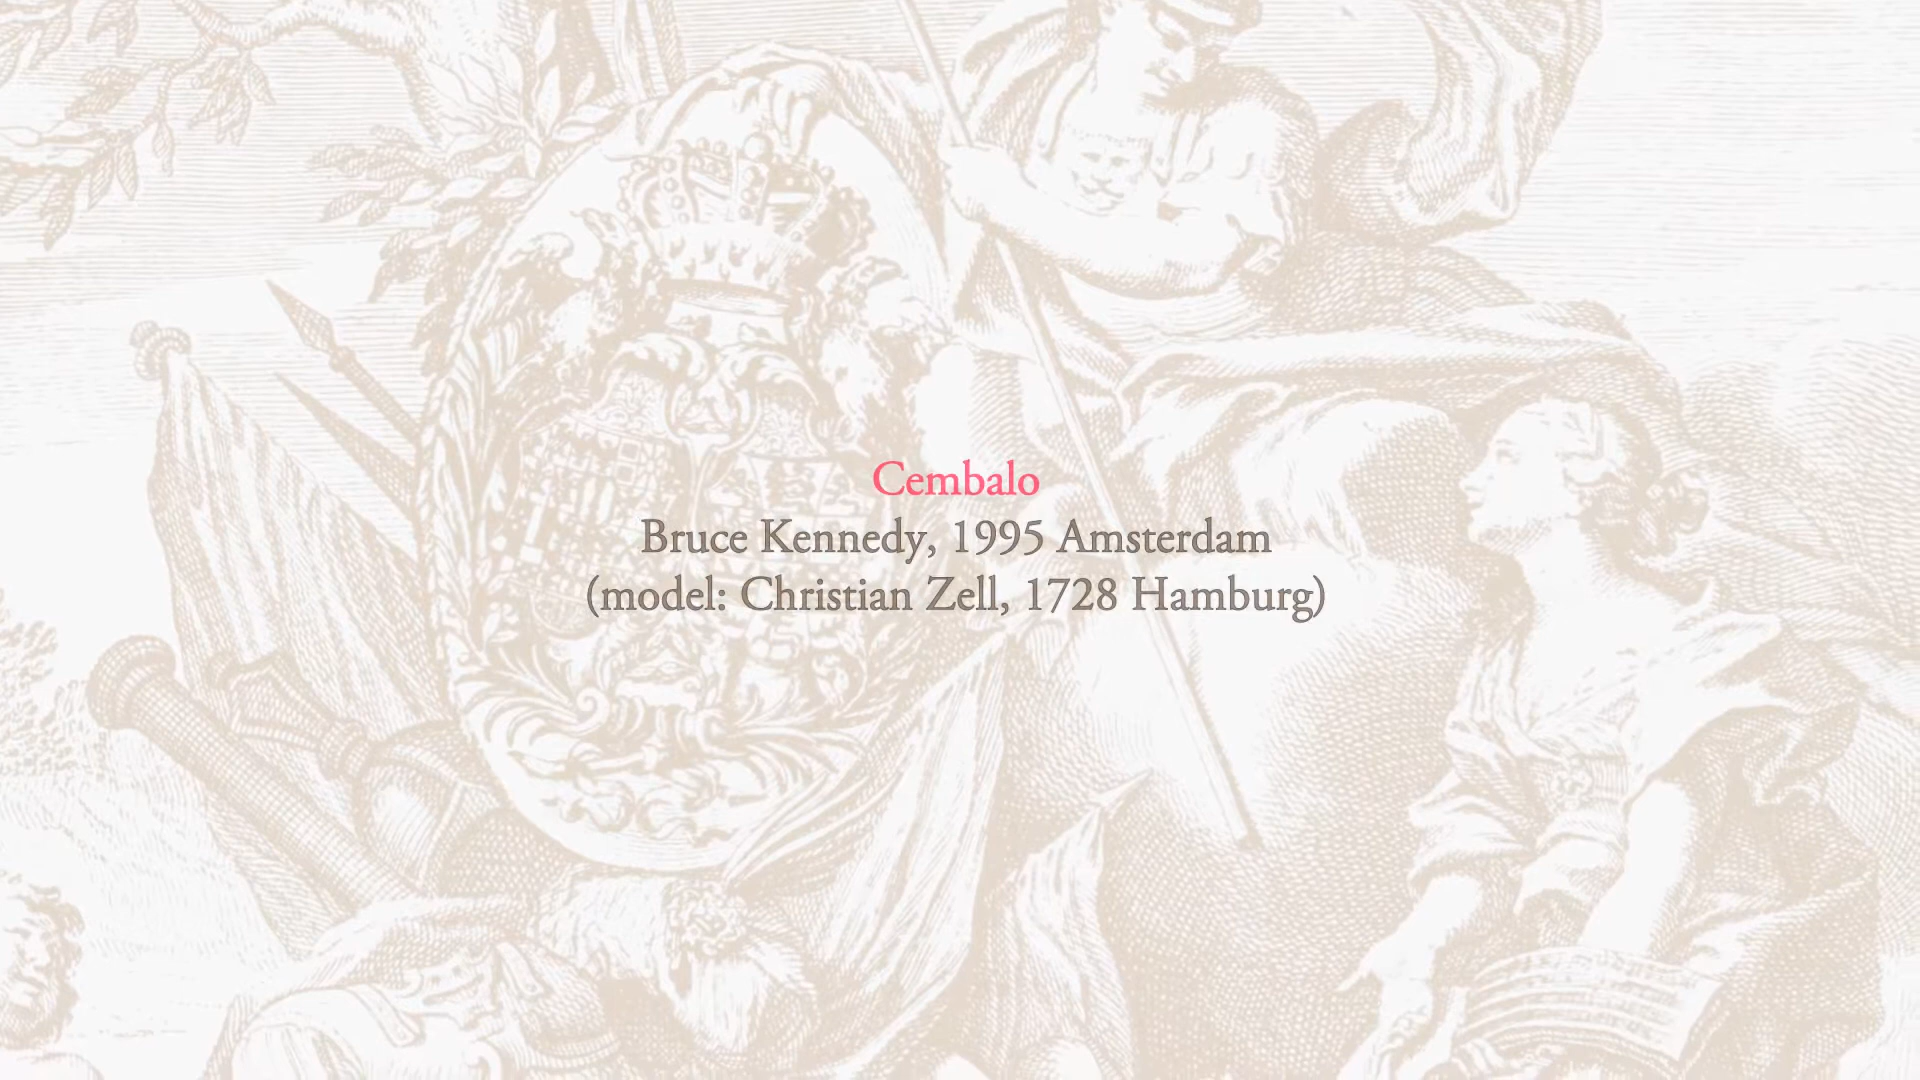 Cembalo
Bruce Kennedy, 1995 Amsterdam
(model: Christian Zell, 1728 Hamburg)